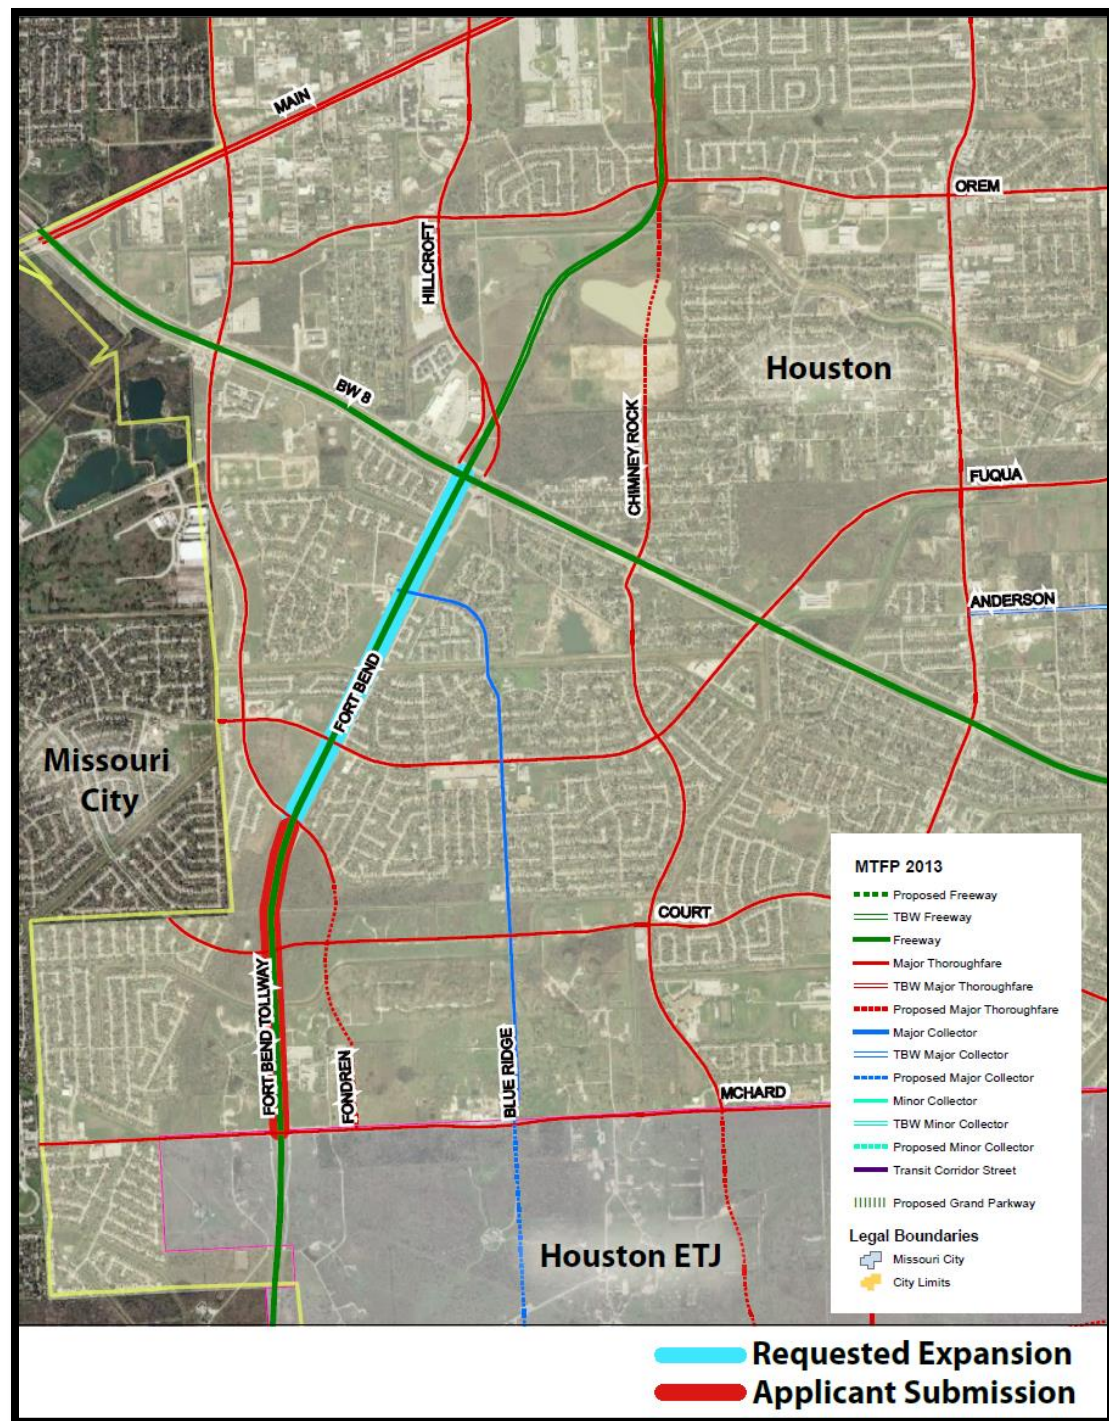 MAIN
OREM
HILLCROFT
Houston
BW 8
CHIMNEY ROCK
FUQUA
ANDERSON
FORT BEND
Missouri
City
COURT
FORT BEND TOLLWAY
FONDREN
BLUE RIDGE
MCHARD
Houston ETJ
MTFP 2013
Proposed Freeway
TBW Freeway
Freeway
Major Thoroughfare
TBW Major Thoroughfare
Proposed Major Thoroughfare
Major Collector
TBW Major Collector
Proposed Major Collector
Minor Collector
TBW Minor Collector
Proposed Minor Collector
Transit Corridor Street
Proposed Grand Parkway
Legal Boundaries
Missouri City
City Limits
Requested Expansion
Applicant Submission